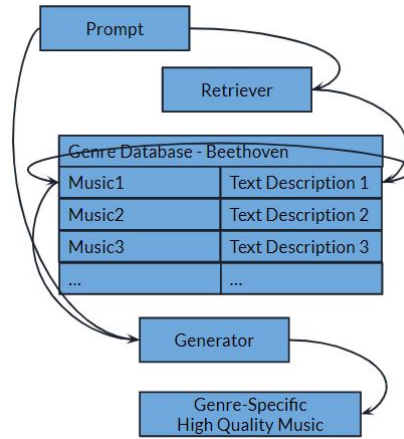 Prompt
Retriever
Genre Database - Beethoven
Music1 Text Description 1
Music2 Text Description 2
Music3 Text Description 3
... ...
Generator
Genre-Specific
High Quality Music